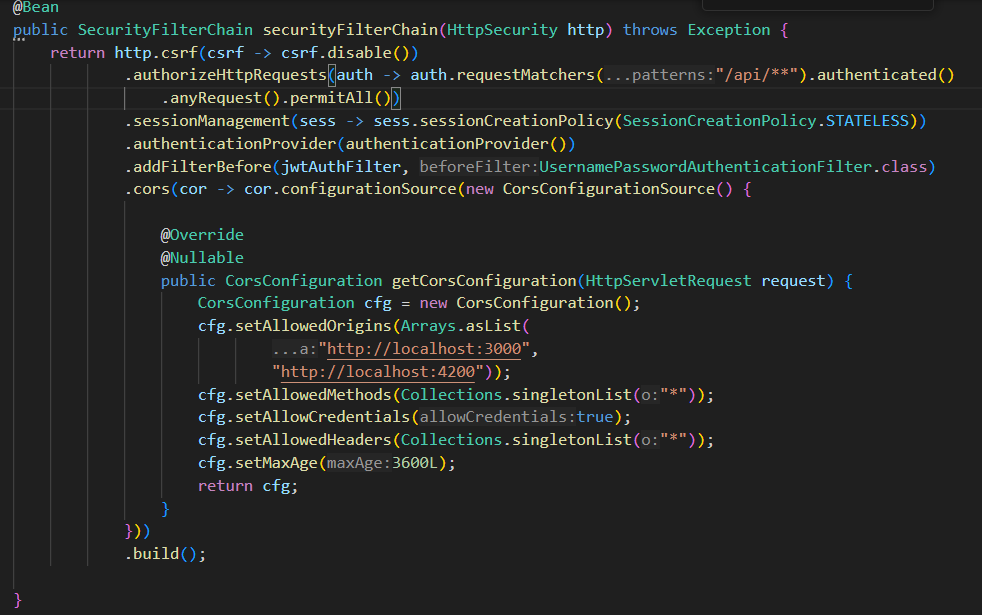 @Bean
public SecurityFilterChain securityFilterChain(HttpSecurity http) throws Exception {
return http.csrf(csrf -> csrf.disable())
.authorizeHttpRequests(auth -> auth.requestMatchers(...patterns:"/api/**").authenticated()
.anyRequest().permitAll())
.sessionManagement(sess -> sess.sessionCreationPolicy(SessionCreationPolicy.STATELESS))
.authenticationProvider(authenticationProvider())
.addFilterBefore(jwtAuthFilter, beforeFilter:UsernamePasswordAuthenticationFilter.class)
.cors(cor -> cor.configurationSource(new CorsConfigurationSource() {
@Override
@Nullable
public CorsConfiguration getCorsConfiguration(HttpServletRequest request) {
CorsConfiguration cfg = new CorsConfiguration();
cfg.setAllowedOrigins(Arrays.asList(
...a:"http://localhost:3000",
"http://localhost:4200"));
cfg.setAllowedMethods(Collections.singletonList(o:"*"));
cfg.setAllowCredentials(allowCredentials:true);
cfg.setAllowedHeaders(Collections.singletonList(o:"*"));
cfg.setMaxAge(maxAge:3600L);
return cfg;
}
}))
.build();
}